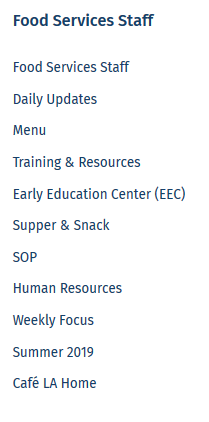 Food Services Staff
Food Services Staff
Daily Updates
Menu
Training & Resources
Early Education Center (EEC)
Supper & Snack
SOP
Human Resources
Weekly Focus
Summer 2019
Café LA Home